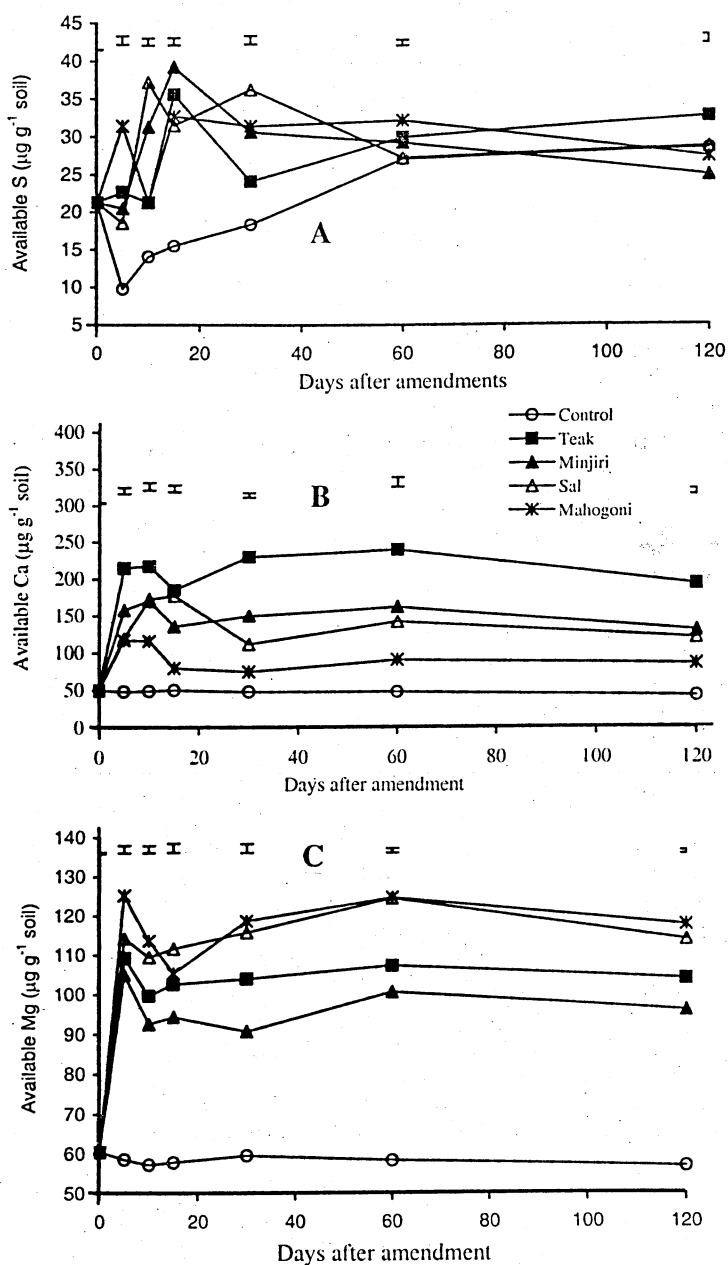 45
40
35
30
25
20
15
10
5
Available S (µg g-1 soil)
A
0 20 40 60 80 100 120
Days after amendments
Control
Teak
Minjiri
Sal
Mahogoni
400
350
300
250
200
150
100
50
0
Available Ca (µg g-1 soil)
B
0 20 40 60 80 100 120
Days after amendment
140
130
120
110
100
90
80
70
60
50
Available Mg (µg g-1 soil)
C
0 20 40 60 80 100 120
Days after amendment